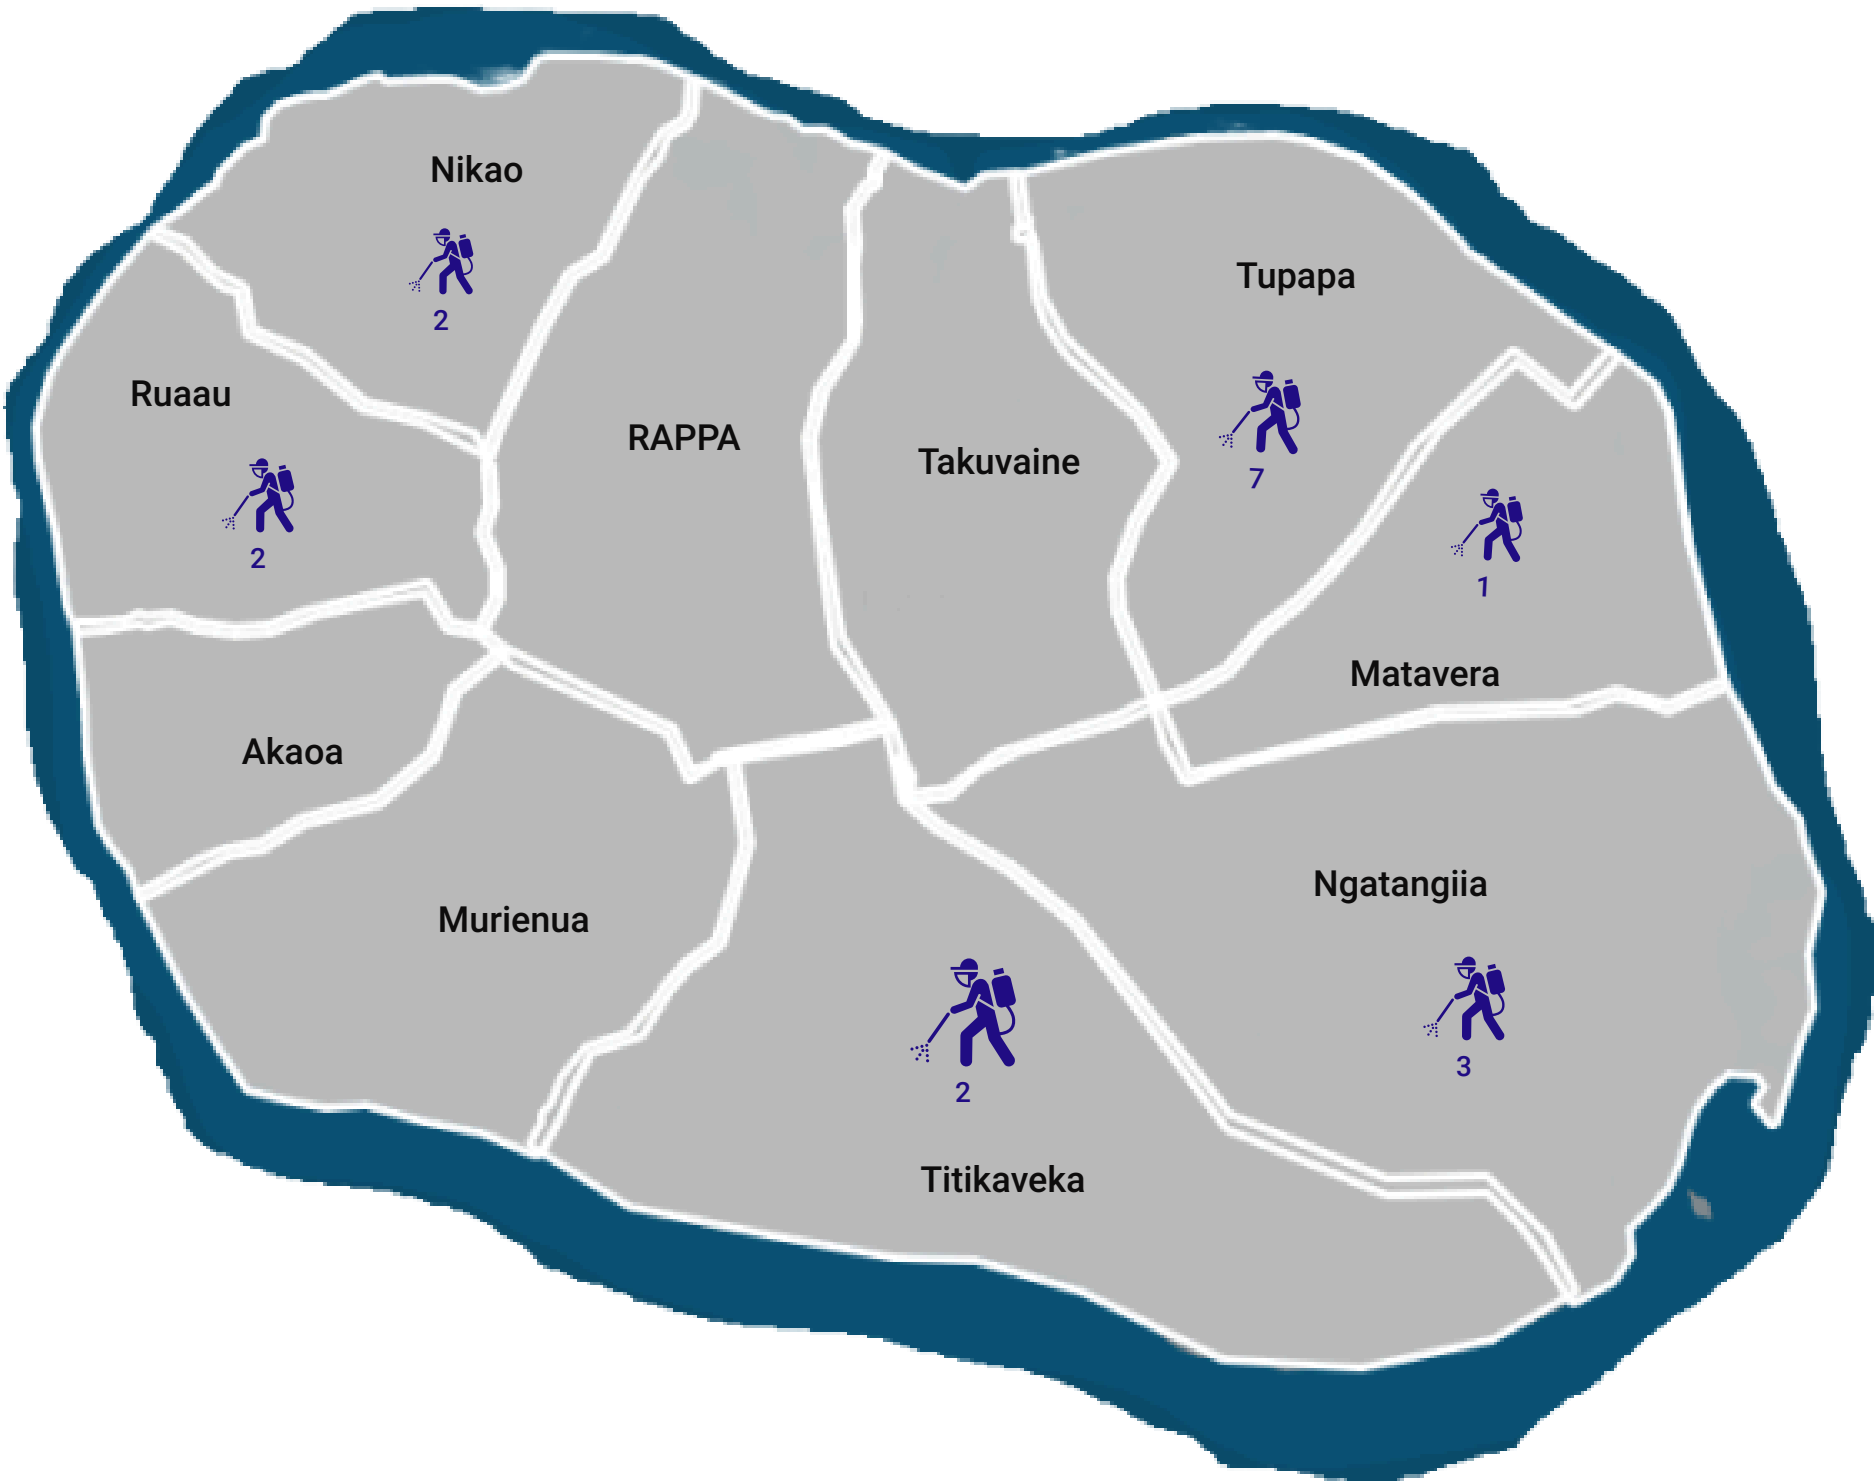 Nikao
2
Tupapa
7
Ruaau
2
RAPPA
Takuvaine
1
Matavera
Akaoa
Murienua
Ngatangiia
3
2
Titikaveka